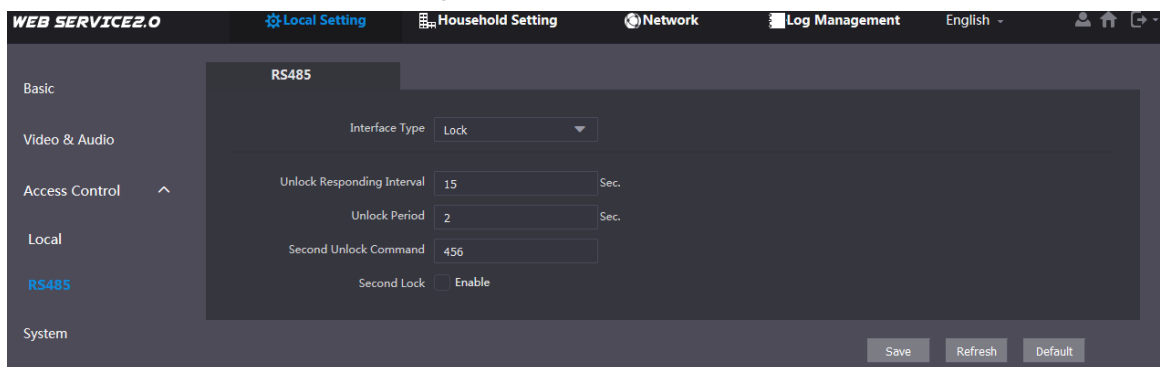 WEB SERVICE2.0 Local Setting Household Setting Network Log Management English
Basic
RS485
Video & Audio
Interface Type Lock
Access Control
Unlock Responding Interval 15 Sec.
Unlock Period 2 Sec.
Local
Second Unlock Command 456
RS485
Second Lock Enable
System
Save Refresh Default